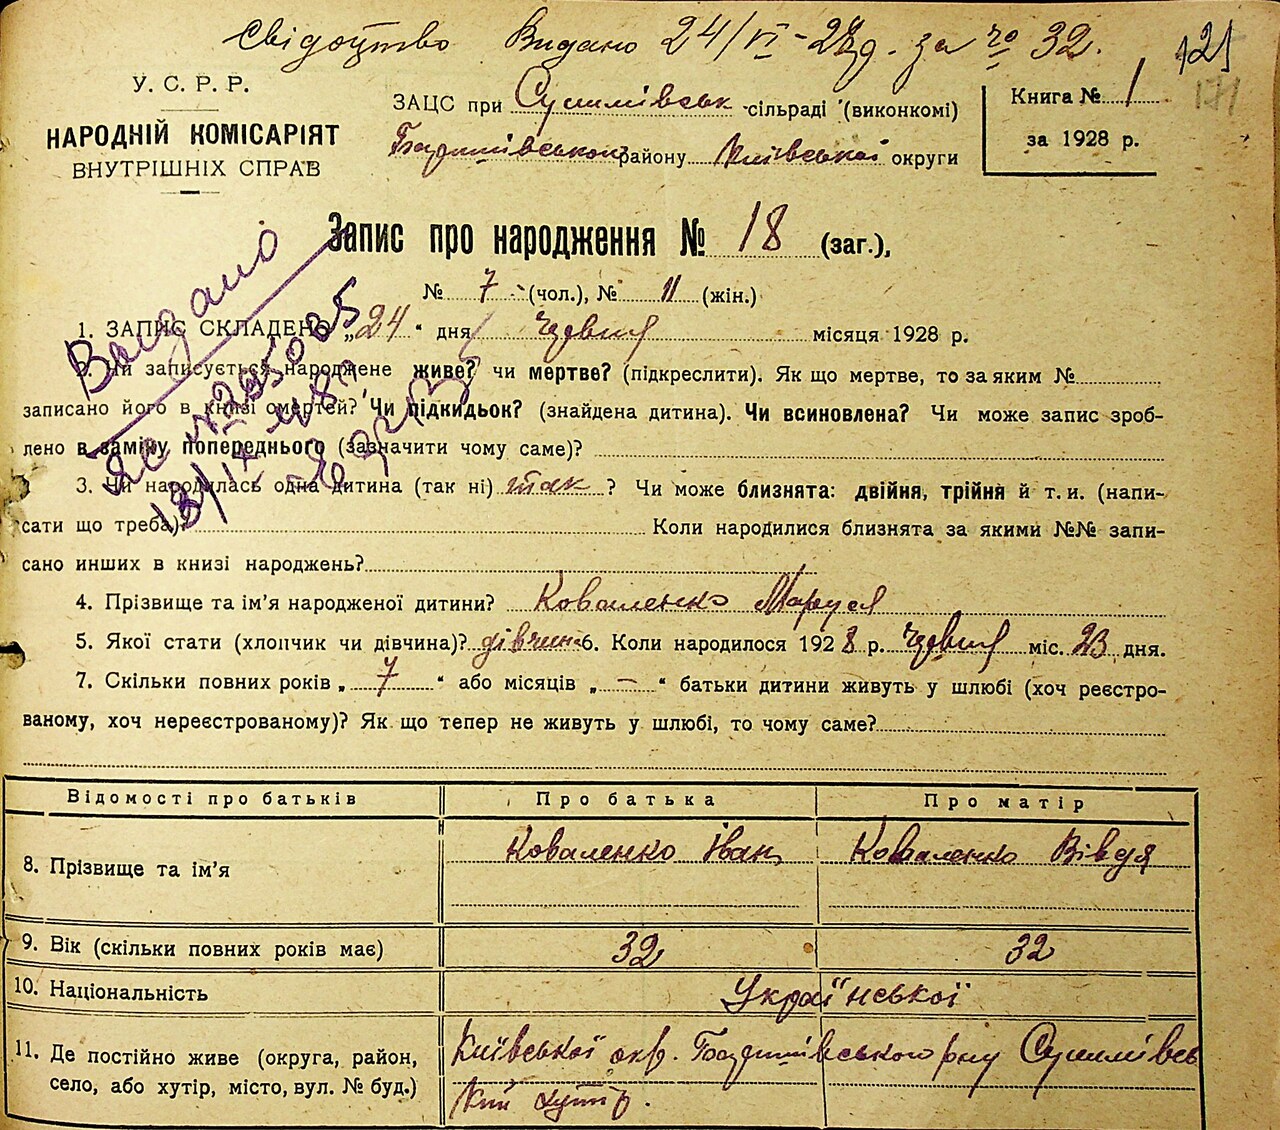 Свідоцтво Видано 24/VI-28р. за № 32.
121
171
У. С. Р. Р.
НАРОДНІЙ КОМІСАРІЯТ
ВНУТРІШНІХ СПРАВ
ЗАЦС при Сулимівськ -сільраді (виконкомі)
району Київської округи
Книга № 1
за 1928 р.
Запис про народження № 18 (заг.),
№ 7 (чол.), № 11 (жін.)
Видано
1. ЗАПИС СКЛАДЕНО „24“ дня червня місяця 1928 р.
2. Чи записується народжене живе? чи мертве? (підкреслити). Як що мертве, то за яким №
записано його в книзі смертей? Чи підкидьок? (знайдена дитина). Чи всиновлена? Чи може запис зроб-
лено в заміну попереднього (зазначити чому саме)?
3. Чи народилась одна дитина (так ні) так ? Чи може близнята: двійня, трійня й т. и. (напи-
сати що треба) Коли народилися близнята за якими №№ запи-
сано инших в книзі народжень?
4. Прізвище та ім’я народженої дитини? Коваленко Маруся
5. Якої стати (хлопчик чи дівчина)? дівчин 6. Коли народилося 1928 р. червня міс. 23 дня.
7. Скільки повних років „ 7 “ або місяців „ — “ батьки дитини живуть у шлюбі (хоч реєстро-
ваному, хоч нереєстрованому)? Як що тепер не живуть у шлюбі, то чому саме?
Відомості про батьків Про батька Про матір
8. Прізвище та ім’я Коваленко Іван Коваленко Вівдя
9. Вік (скільки повних років має) 32 32
10. Національність Української
11. Де постійно живе (округа, район, Київської окр. рну Сулимівсь
село, або хутір, місто, вул. № буд.) кий хутір.